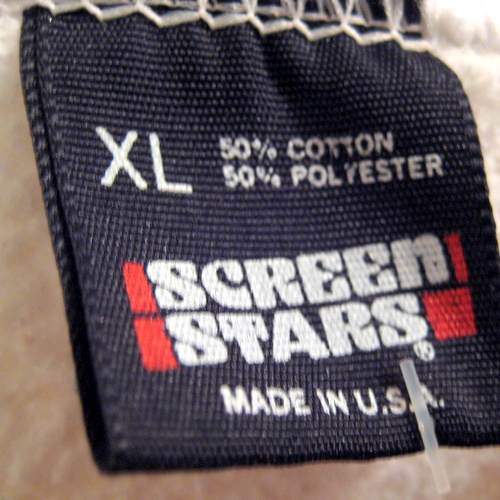 XL
50% COTTON
50% POLYESTER
SCREEN
STARS®
MADE IN U.S.A.